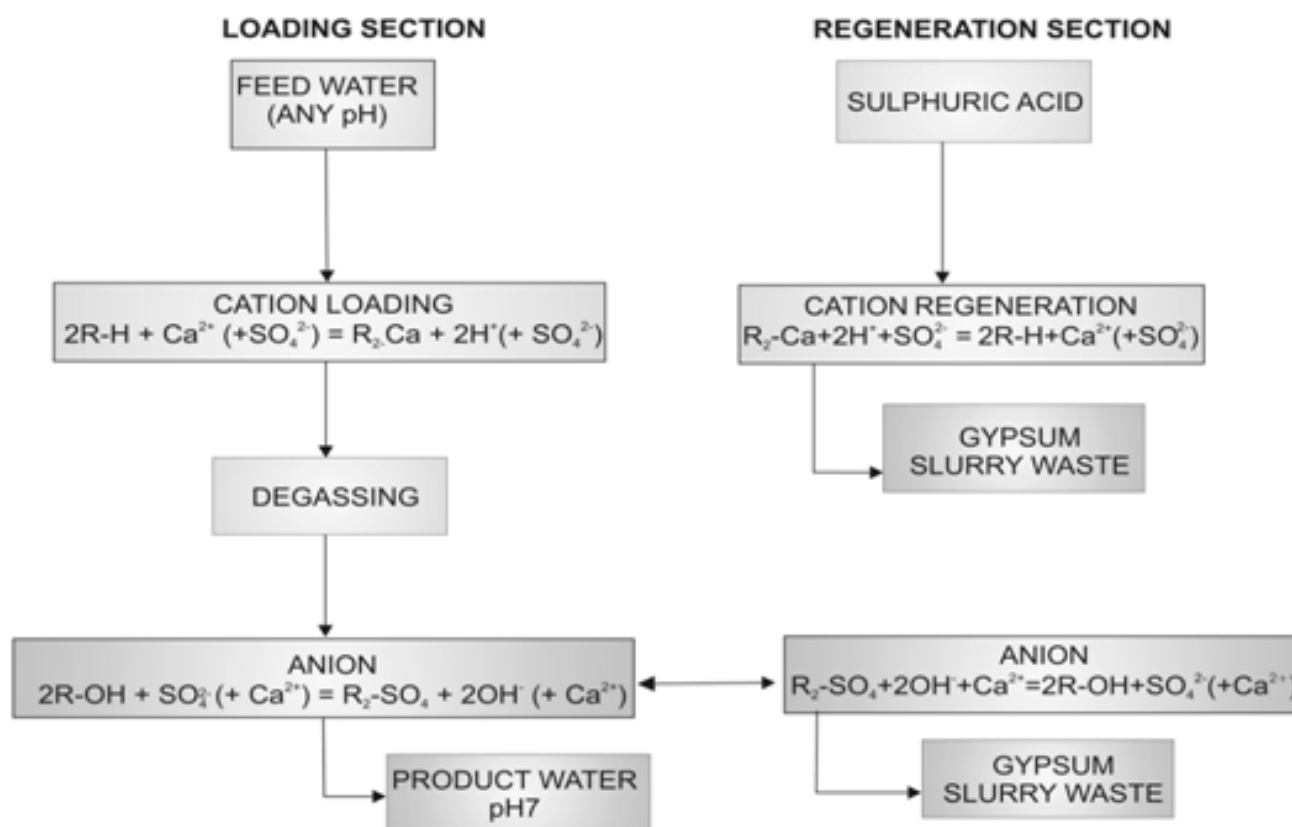 LOADING SECTION
FEED WATER
(ANY pH)
CATION LOADING
2R-H + Ca²⁺ (+SO₄²⁻) = R₂-Ca + 2H⁺(+ SO₄²⁻)
DEGASSING
ANION
2R-OH + SO₄²⁻(+ Ca²⁺) = R₂-SO₄ + 2OH⁻ (+ Ca²⁺)
PRODUCT WATER
pH7
REGENERATION SECTION
SULPHURIC ACID
CATION REGENERATION
R₂-Ca+2H⁺+SO₄²⁻ = 2R-H+Ca²⁺(+SO₄²⁻)
GYPSUM
SLURRY WASTE
ANION
R₂-SO₄+2OH⁻+Ca²⁺=2R-OH+SO₄²⁻(+Ca²⁺)
GYPSUM
SLURRY WASTE